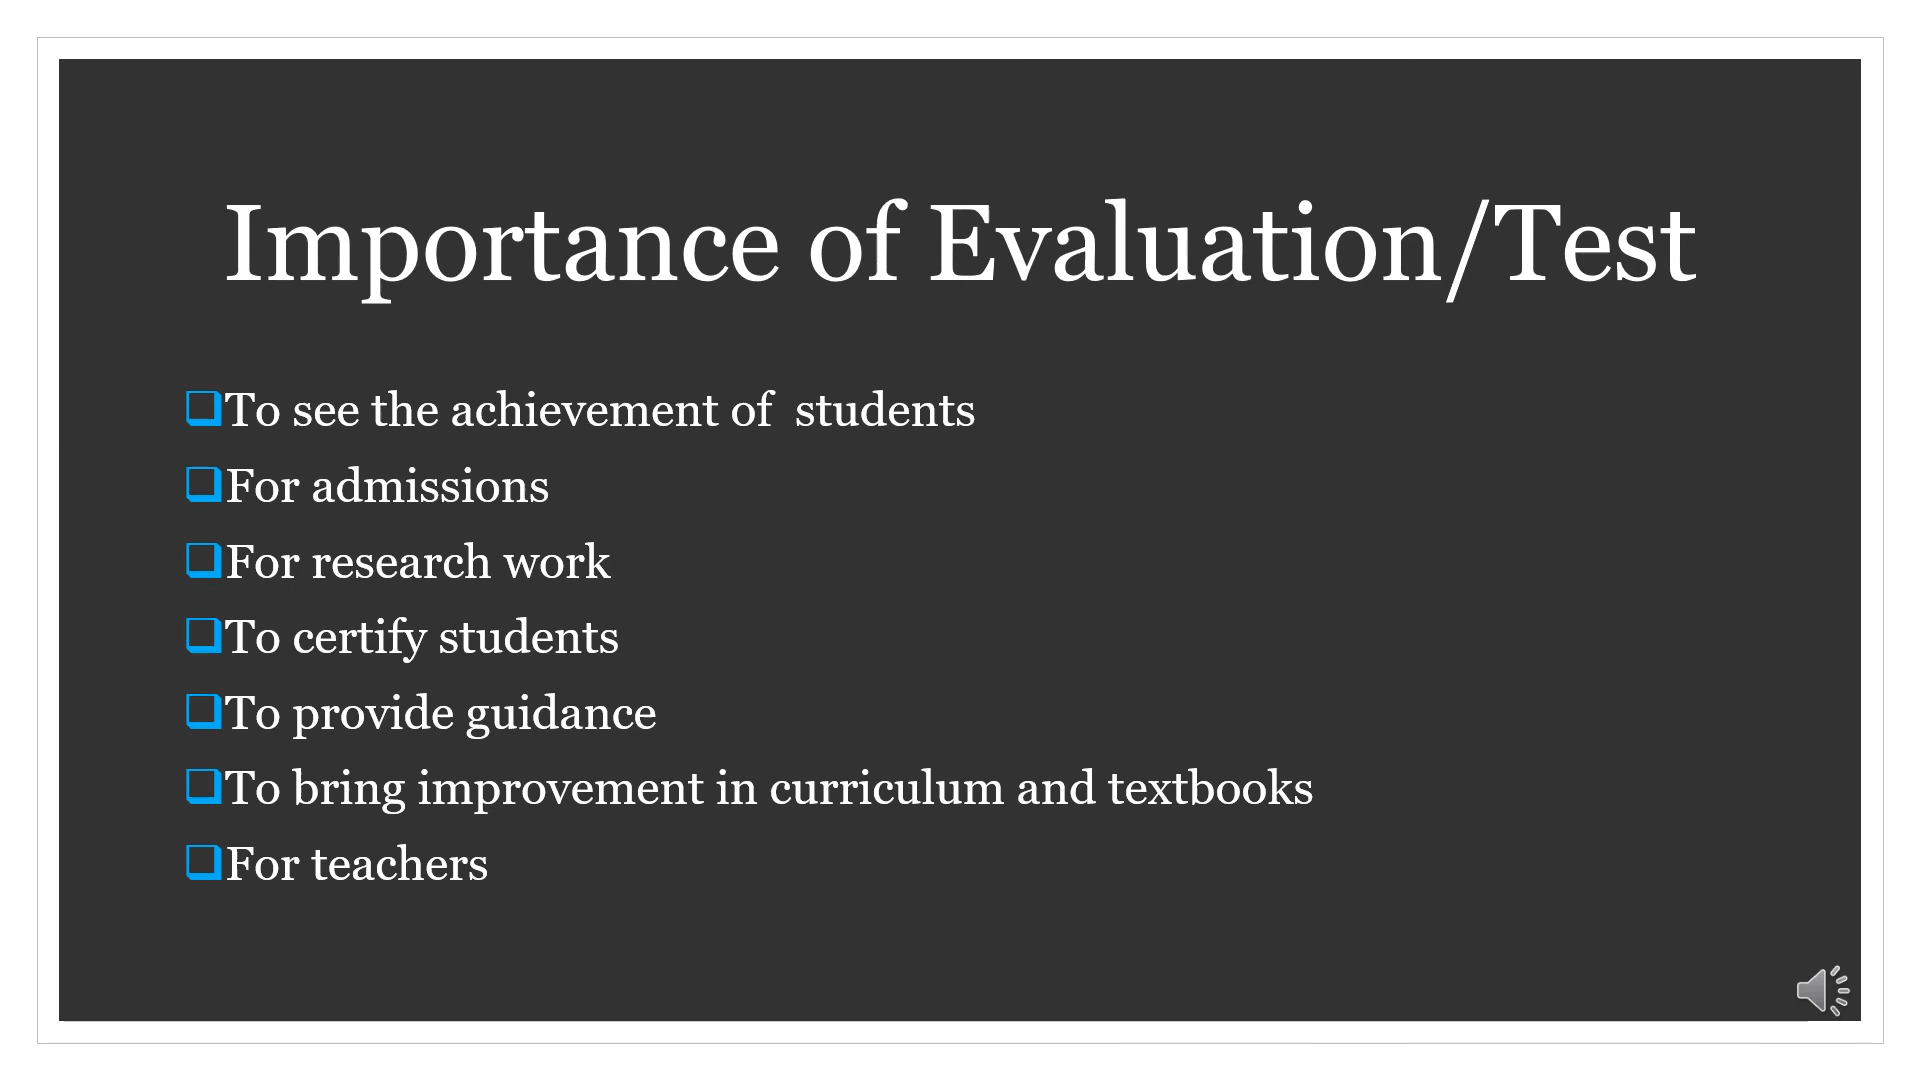 Importance of Evaluation/Test
❑To see the achievement of  students
❑For admissions
❑For research work
❑To certify students
❑To provide guidance
❑To bring improvement in curriculum and textbooks
❑For teachers